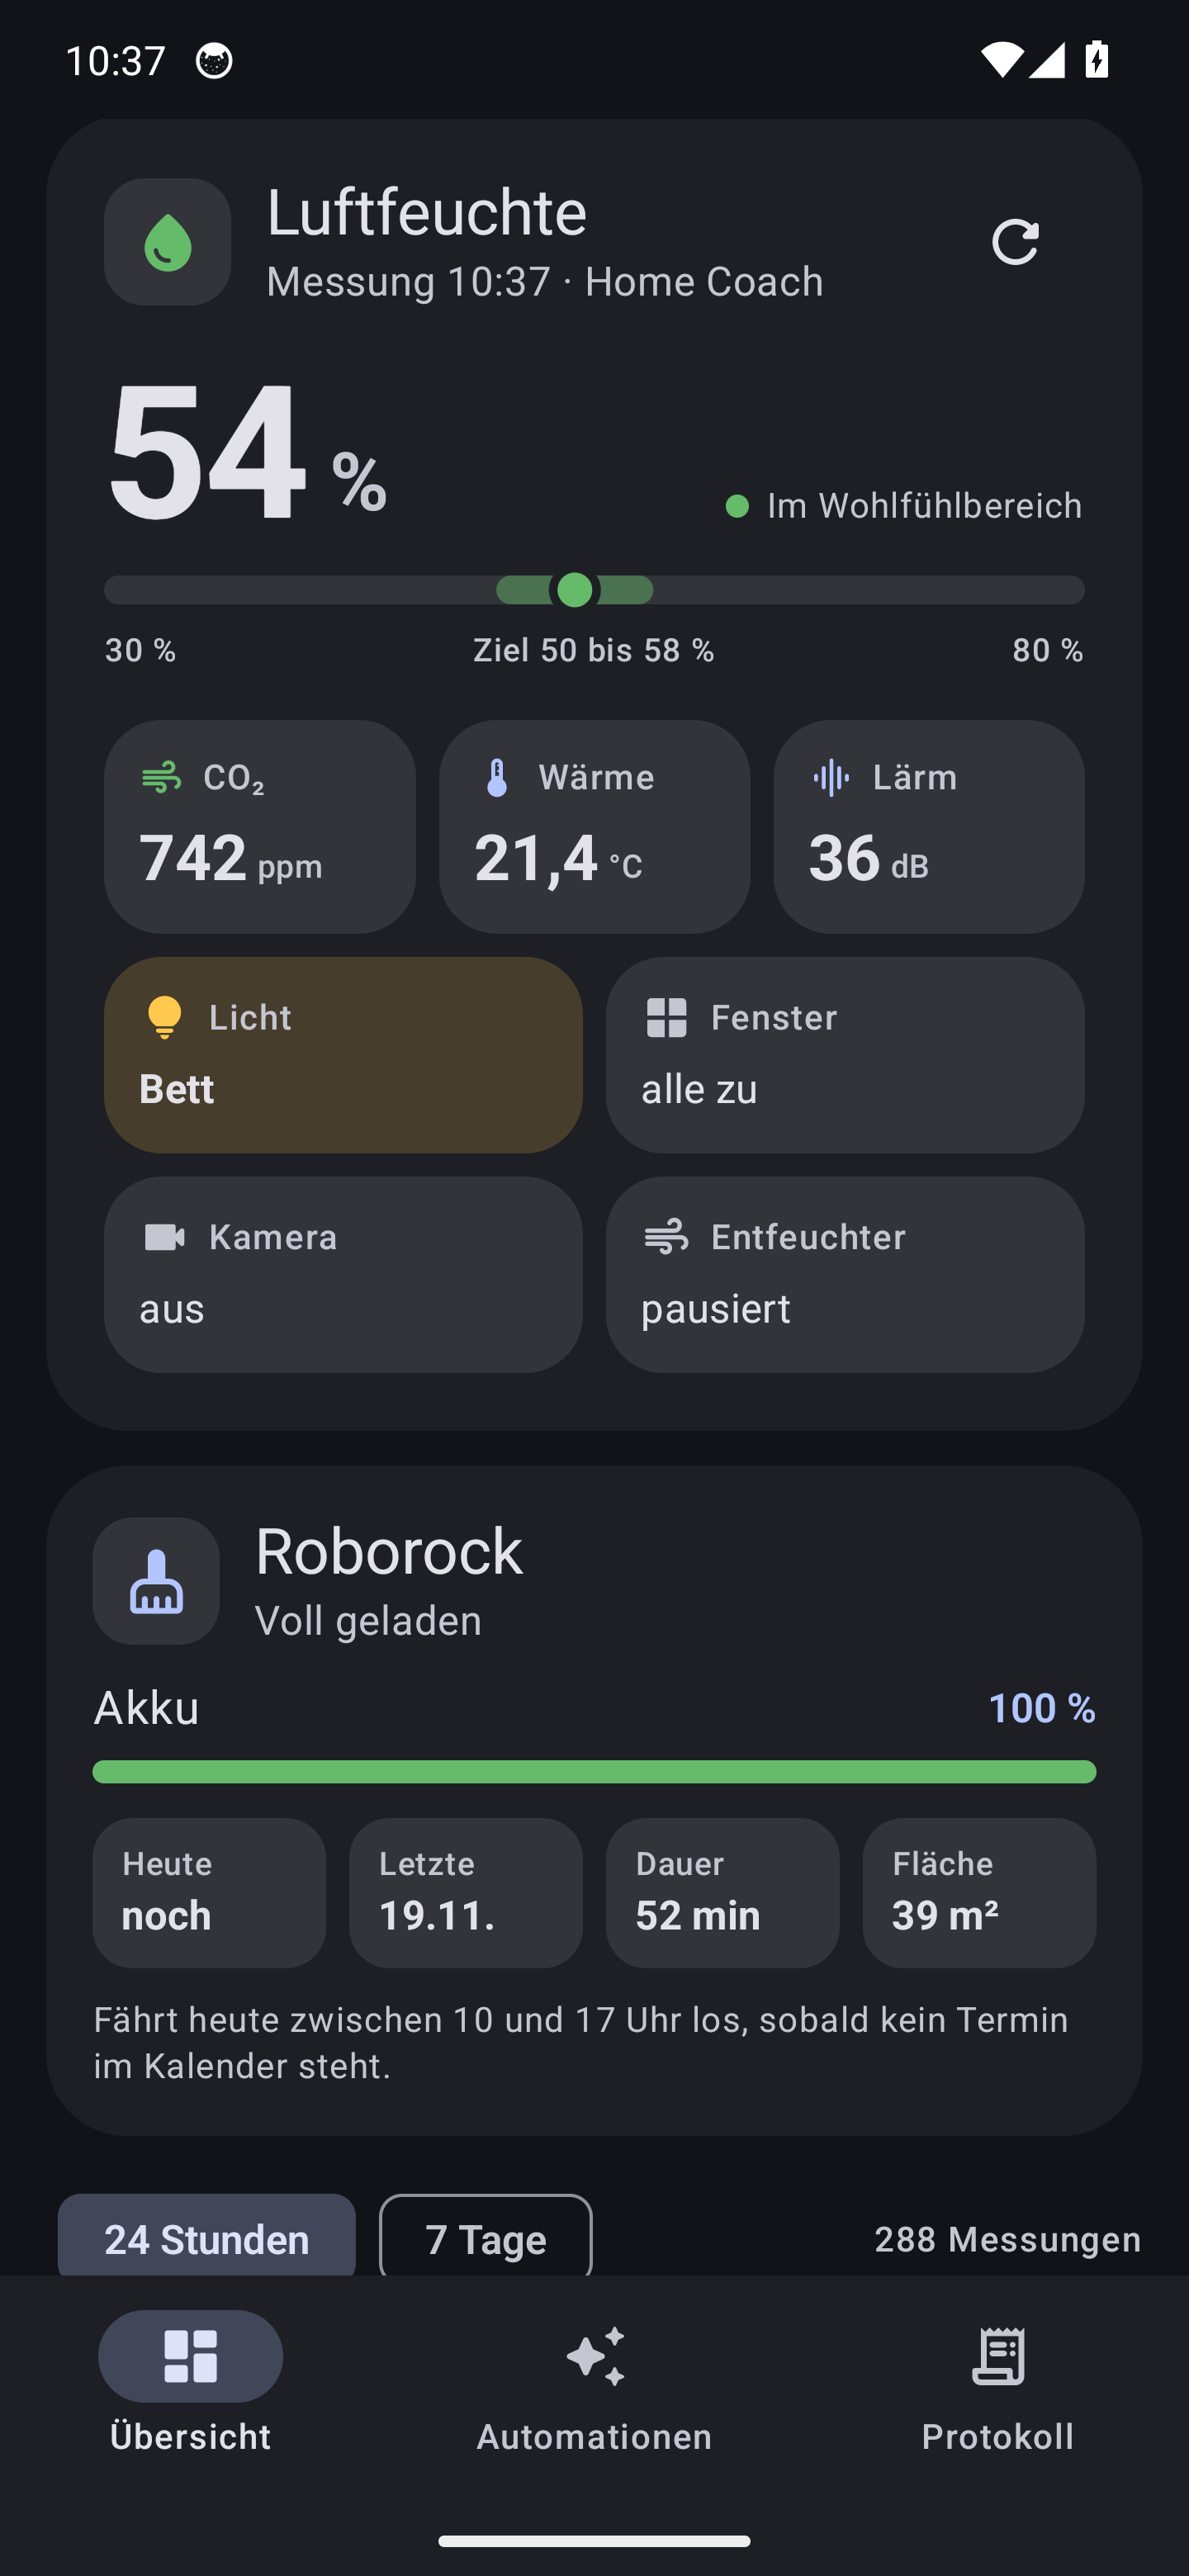 10:37
Luftfeuchte
Messung 10:37 · Home Coach
54 %
Im Wohlfühlbereich
30 %
Ziel 50 bis 58 %
80 %
CO₂
742 ppm
Wärme
21,4 °C
Lärm
36 dB
Licht
Bett
Fenster
alle zu
Kamera
aus
Entfeuchter
pausiert
Roborock
Voll geladen
Akku
100 %
Heute
noch
Letzte
19.11.
Dauer
52 min
Fläche
39 m²
Fährt heute zwischen 10 und 17 Uhr los, sobald kein Termin
im Kalender steht.
24 Stunden
7 Tage
288 Messungen
Übersicht
Automationen
Protokoll